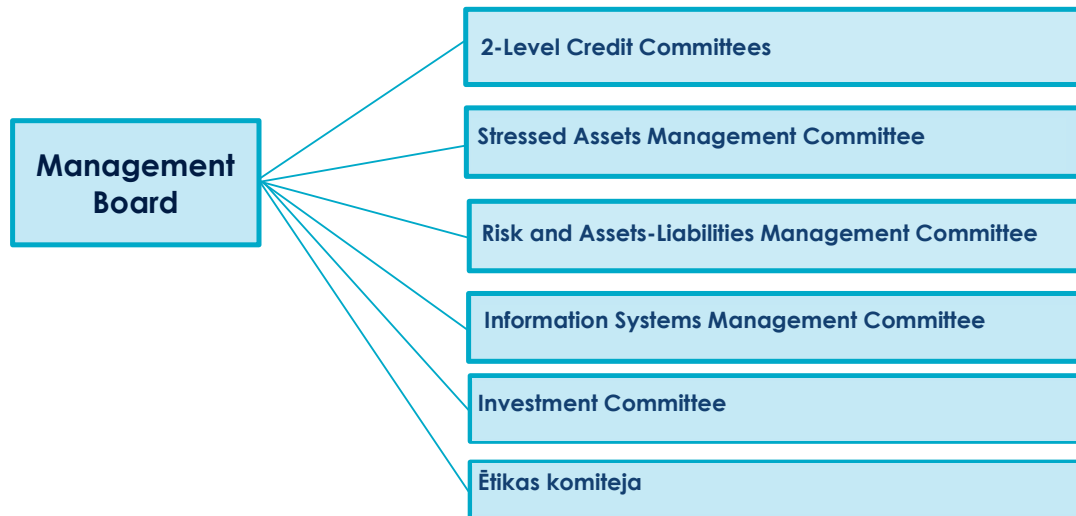 2-Level Credit Committees
Stressed Assets Management Committee
Management
Board
Risk and Assets-Liabilities Management Committee
Information Systems Management Committee
Investment Committee
Ētikas komiteja